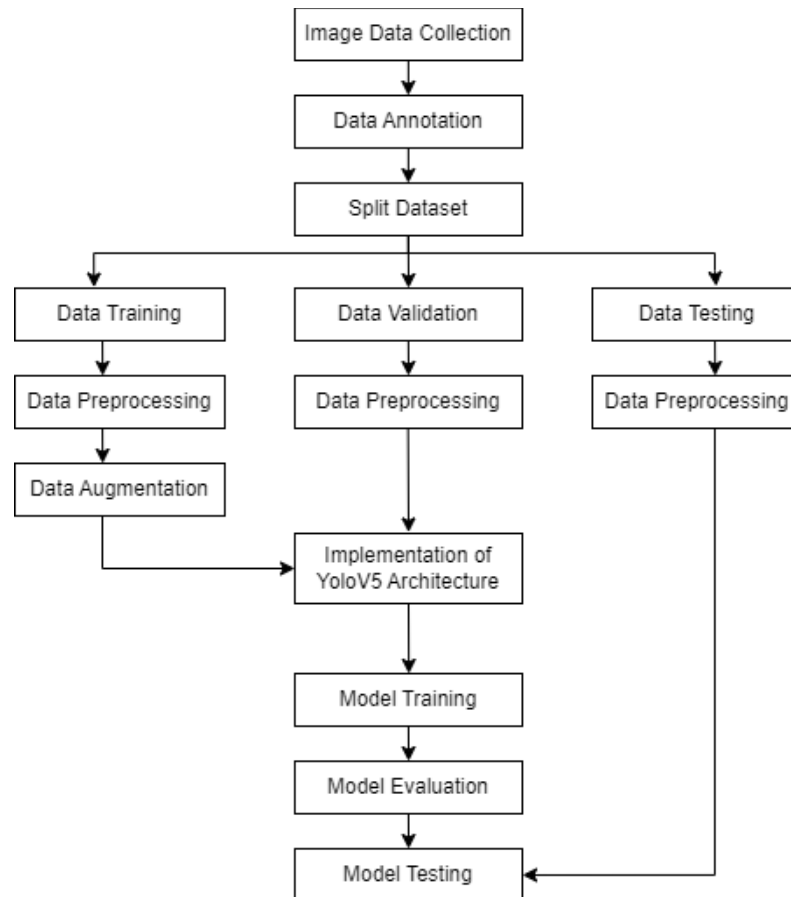 Image Data Collection
Data Annotation
Split Dataset
Data Training
Data Validation
Data Testing
Data Preprocessing
Data Preprocessing
Data Preprocessing
Data Augmentation
Implementation of
YoloV5 Architecture
Model Training
Model Evaluation
Model Testing